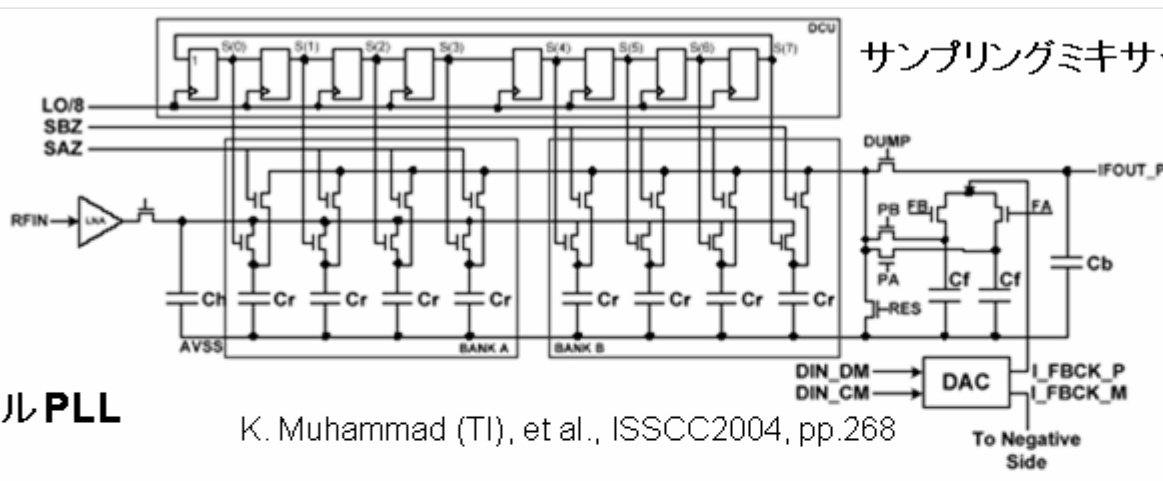 DCU
サンプリングミキサ
S(0) S(1) S(2) S(3) S(4) S(5) S(6) S(7)
1
LO/8
SBZ
SAZ
DUMP
IFOUT_P
RFIN
LNA
PB
FB
FA
PA
Ch
Cr
Cr
Cr
Cr
Cr
Cr
Cr
Cr
Cf
Cf
Cb
RES
AVSS
BANK A
BANK B
DIN_DM
DIN_CM
DAC
I_FBCK_P
I_FBCK_M
To Negative
Side
ルPLL
K. Muhammad (TI), et al., ISSCC2004, pp.268